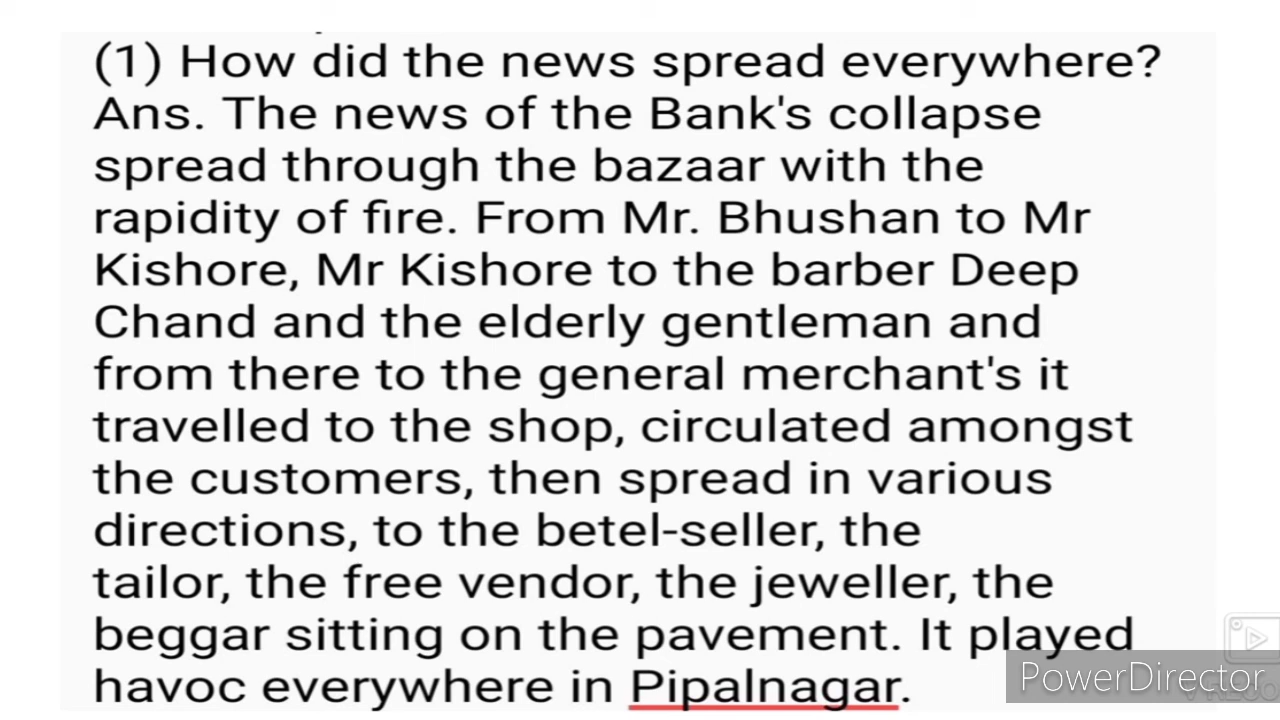 (1) How did the news spread everywhere?
Ans. The news of the Bank's collapse
spread through the bazaar with the
rapidity of fire. From Mr. Bhushan to Mr
Kishore, Mr Kishore to the barber Deep
Chand and the elderly gentleman and
from there to the general merchant's it
travelled to the shop, circulated amongst
the customers, then spread in various
directions, to the betel-seller, the
tailor, the free vendor, the jeweller, the
beggar sitting on the pavement. It played
havoc everywhere in Pipalnagar.
PowerDirector